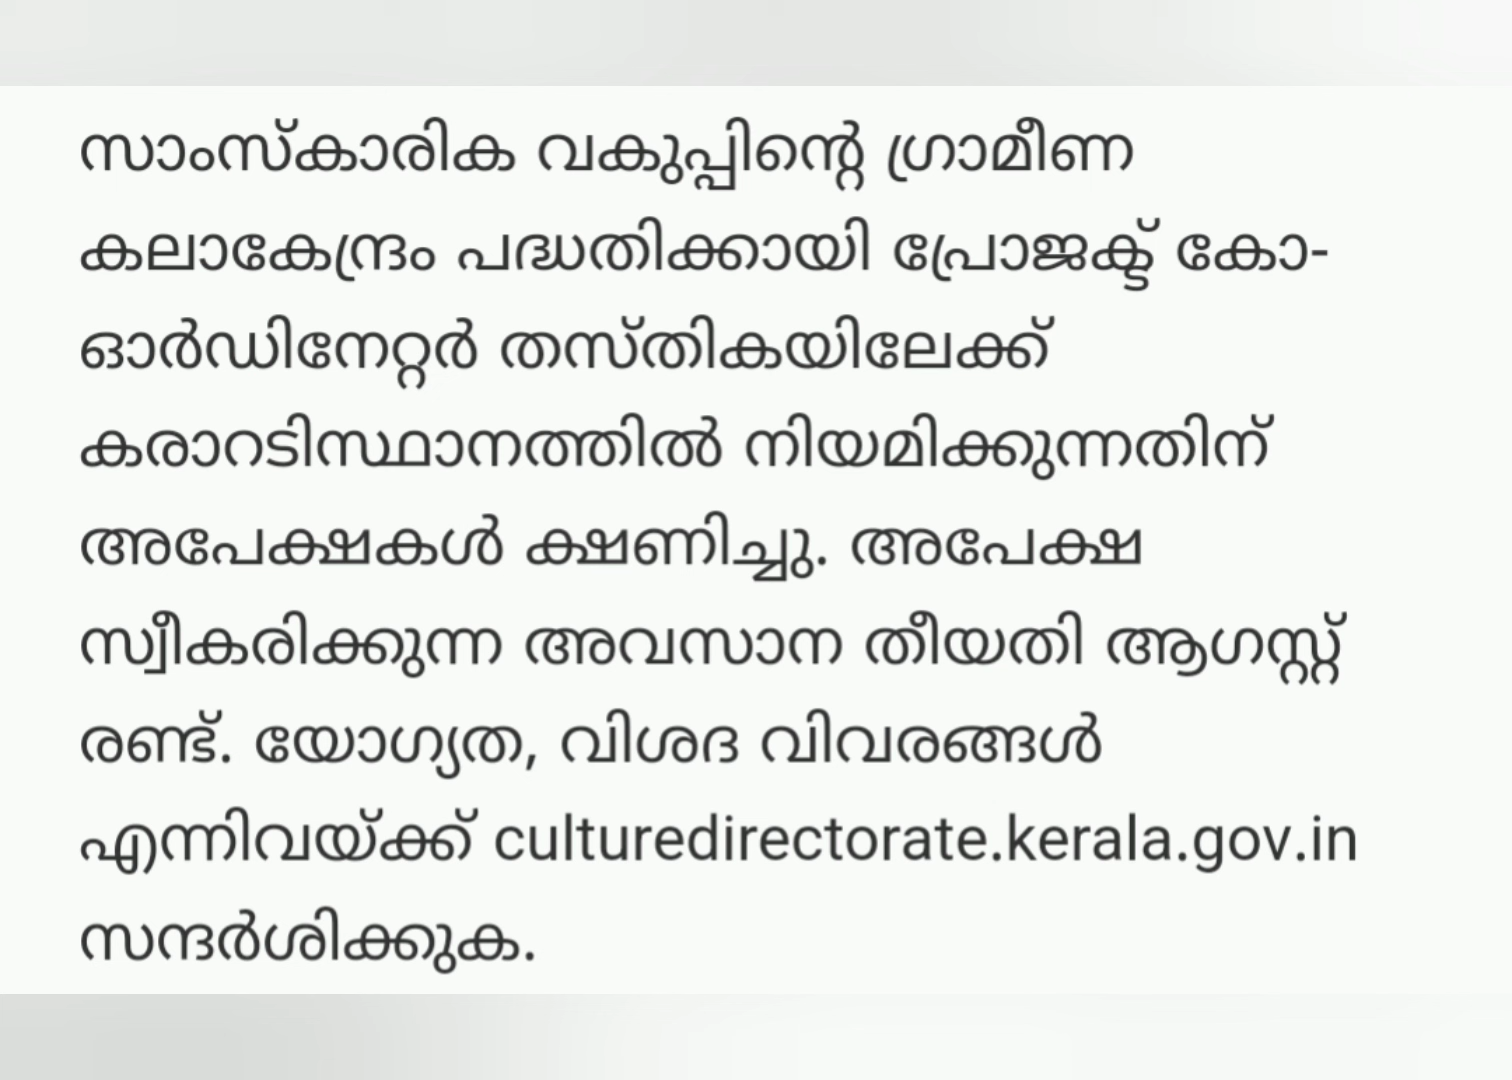 സാംസ്കാരിക വകുപ്പിന്റെ ഗ്രാമീണ
കലാകേന്ദ്രം പദ്ധതിക്കായി പ്രോജക്ട് കോ-
ഓർഡിനേറ്റർ തസ്തികയിലേക്ക്
കരാറടിസ്ഥാനത്തിൽ നിയമിക്കുന്നതിന്
അപേക്ഷകൾ ക്ഷണിച്ചു. അപേക്ഷ
സ്വീകരിക്കുന്ന അവസാന തീയതി ആഗസ്റ്റ്
രണ്ട്. യോഗ്യത, വിശദ വിവരങ്ങൾ
എന്നിവയ്ക്ക് culturedirectorate.kerala.gov.in
സന്ദർശിക്കുക.